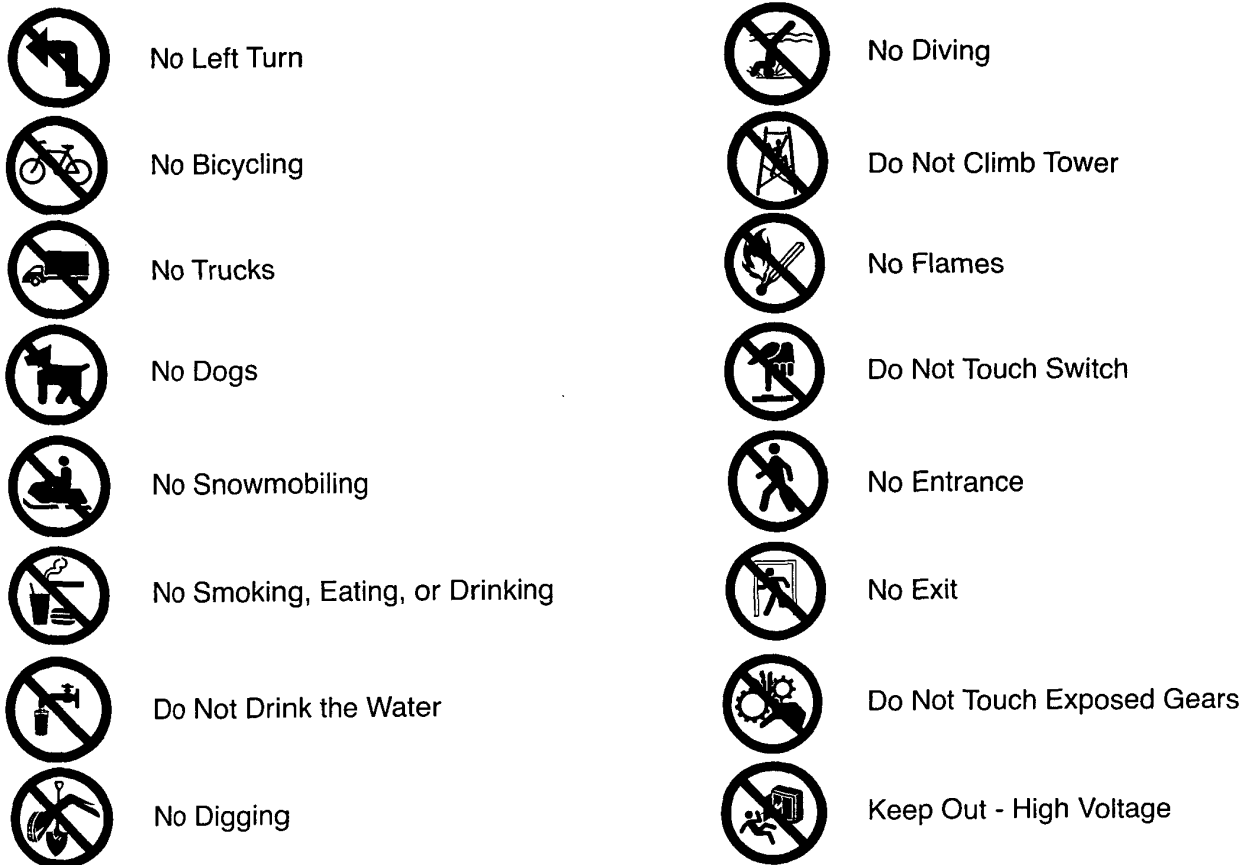 No Left Turn
No Bicycling
No Trucks
No Dogs
No Snowmobiling
No Smoking, Eating, or Drinking
Do Not Drink the Water
No Digging
No Diving
Do Not Climb Tower
No Flames
Do Not Touch Switch
No Entrance
No Exit
Do Not Touch Exposed Gears
Keep Out - High Voltage